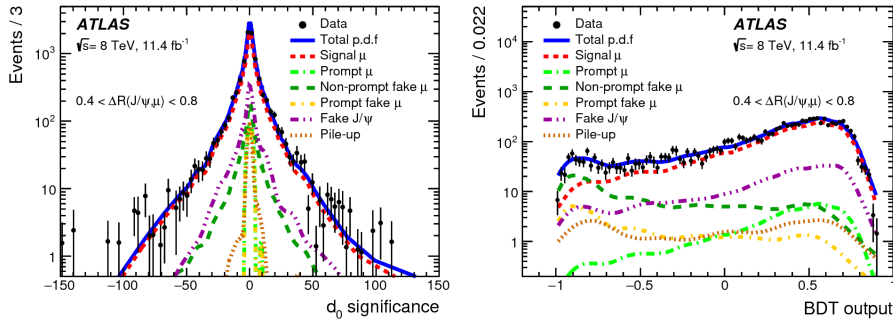 ATLAS
√s= 8 TeV, 11.4 fb⁻¹
0.4 < ΔR(J/ψ,μ) < 0.8
Data
Total p.d.f
Signal μ
Prompt μ
Non-prompt fake μ
Prompt fake μ
Fake J/ψ
Pile-up
Events / 3
10³
10²
10
1
−150
−100
−50
0
50
100
150
d₀ significance
Data
Total p.d.f
Signal μ
Prompt μ
Non-prompt fake μ
Prompt fake μ
Fake J/ψ
Pile-up
ATLAS
√s= 8 TeV, 11.4 fb⁻¹
0.4 < ΔR(J/ψ,μ) < 0.8
Events / 0.022
10⁵
10⁴
10³
10²
10
1
−1
−0.5
0
0.5
1
BDT output